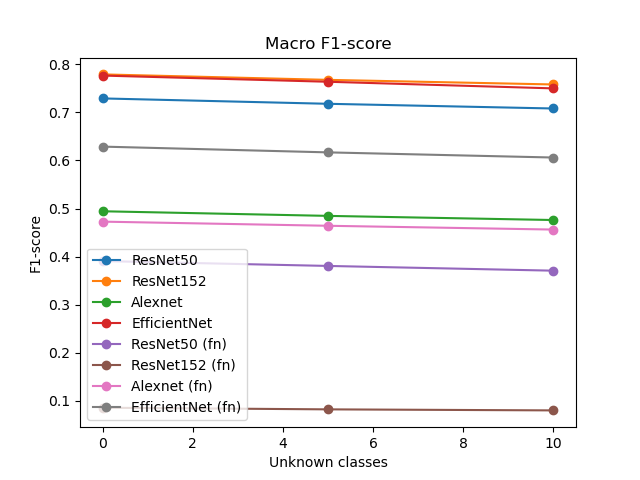 Macro F1-score
0.8
0.7
0.6
0.5
0.4
0.3
0.2
0.1
F1-score
ResNet50
ResNet152
Alexnet
EfficientNet
ResNet50 (fn)
ResNet152 (fn)
Alexnet (fn)
EfficientNet (fn)
0 2 4 6 8 10
Unknown classes